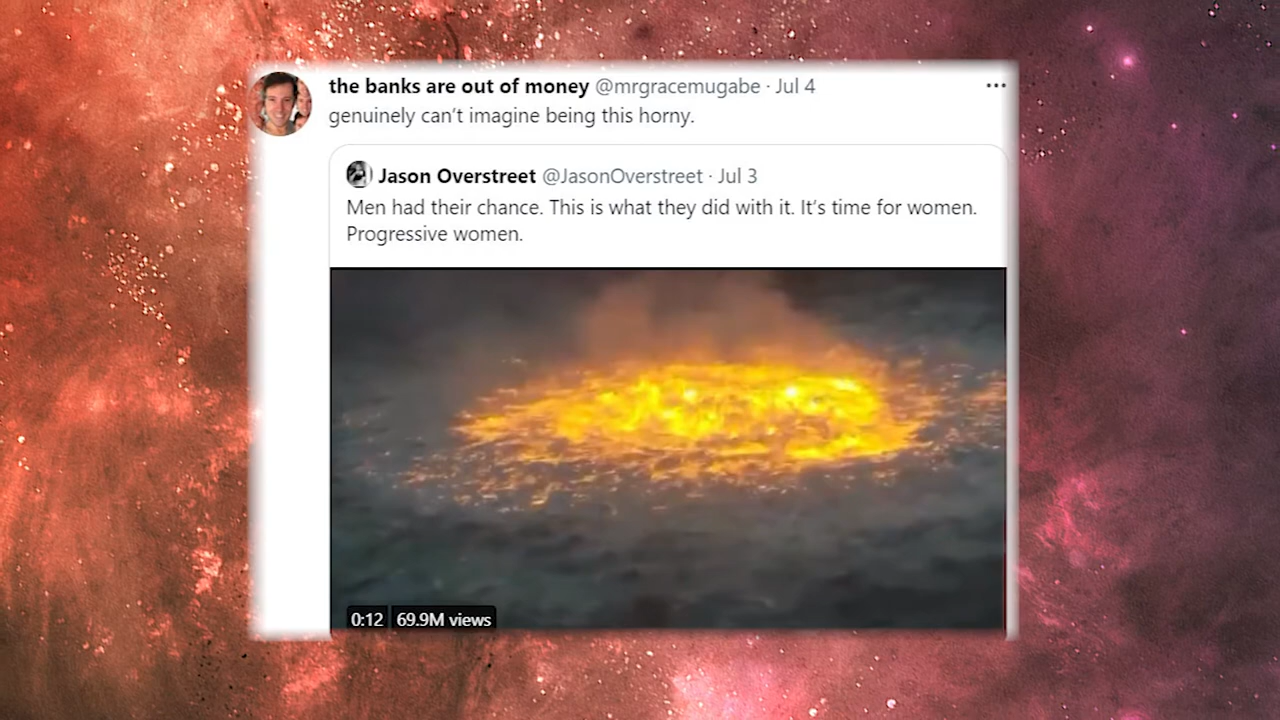 the banks are out of money @mrgracemugabe · Jul 4
genuinely can’t imagine being this horny.
Jason Overstreet @JasonOverstreet · Jul 3
Men had their chance. This is what they did with it. It’s time for women.
Progressive women.
0:12 69.9M views